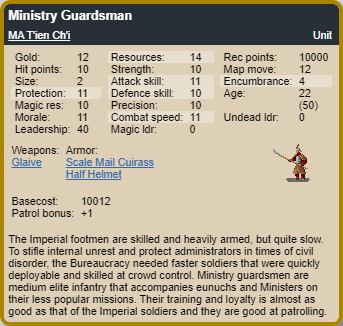 Ministry Guardsman
MA T'ien Ch'i Unit
Gold: 12 Resources: 14 Rec points: 10000
Hit points: 10 Strength: 10 Map move: 12
Size: 2 Attack skill: 11 Encumbrance: 4
Protection: 11 Defence skill: 10 Age: 22
Magic res: 10 Precision: 10 (50)
Morale: 11 Combat speed: 11 Undead ldr: 0
Leadership: 40 Magic ldr: 0
Weapons: Armor:
Glaive Scale Mail Cuirass
Half Helmet
Basecost: 10012
Patrol bonus: +1
The Imperial footmen are skilled and heavily armed, but quite slow.
To stifle internal unrest and protect administrators in times of civil
disorder, the Bureaucracy needed faster soldiers that were quickly
deployable and skilled at crowd control. Ministry guardsmen are
medium elite infantry that accompanies eunuchs and Ministers on
their less popular missions. Their training and loyalty is almost as
good as that of the Imperial soldiers and they are good at patrolling.